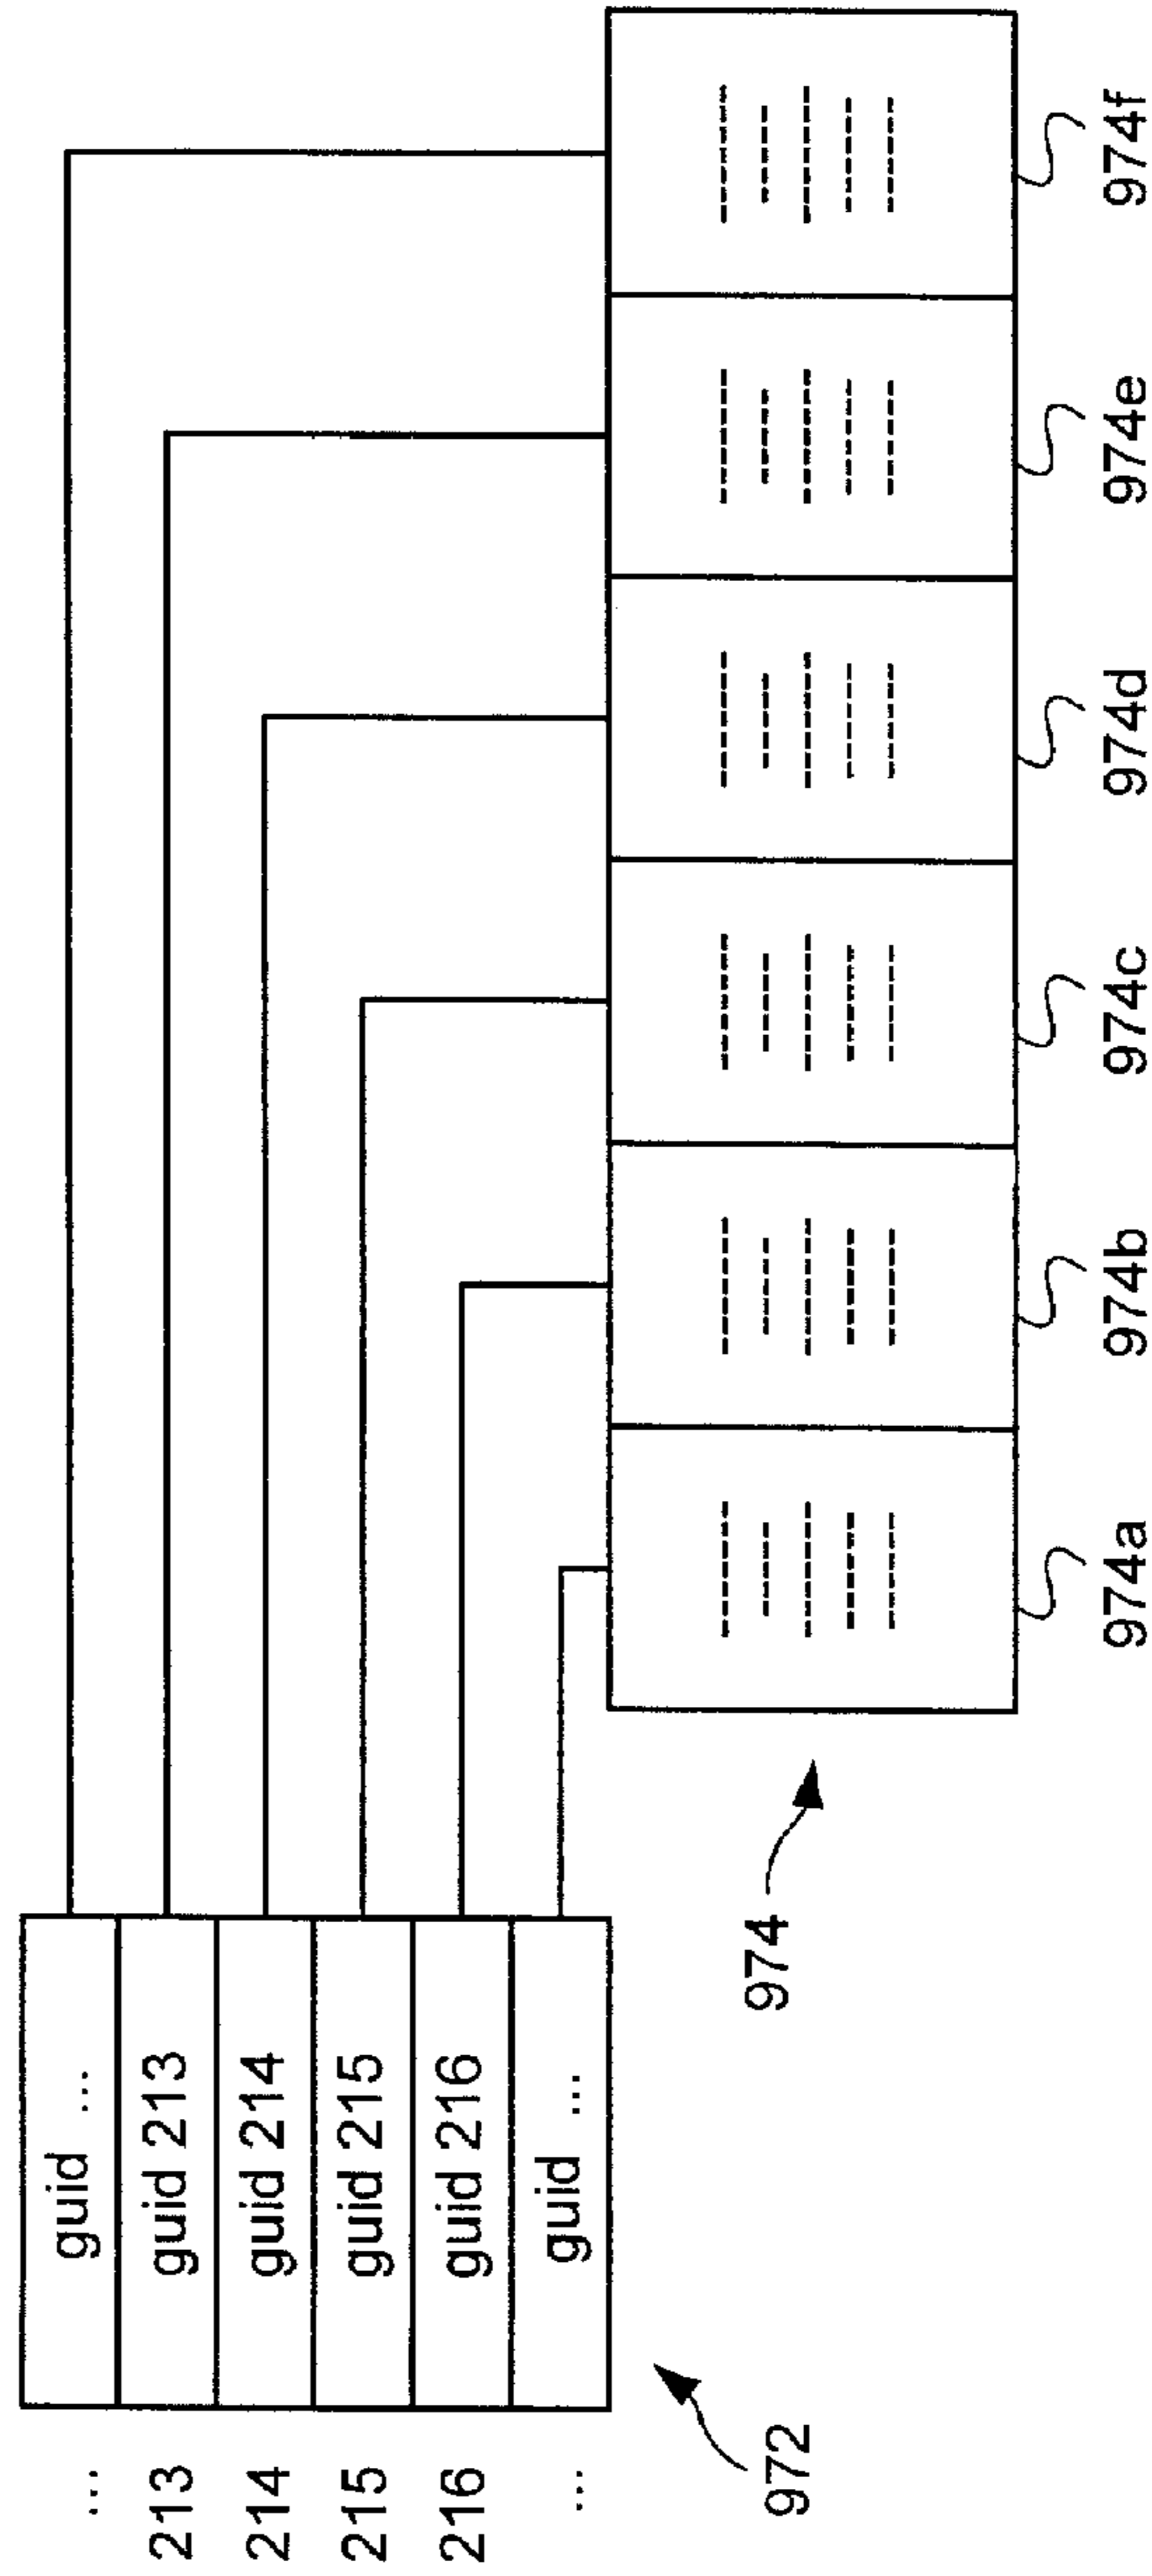 ... guid ...
213 guid 213
214 guid 214
215 guid 215
216 guid 216
... guid ...
972
974
974a 974b 974c 974d 974e 974f